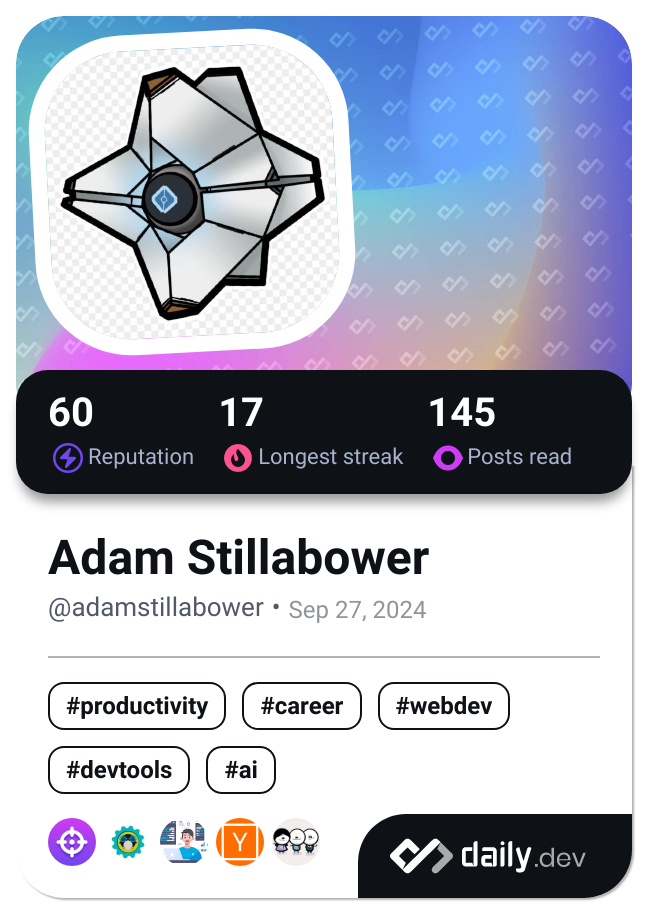 60 17 145
Reputation Longest streak Posts read
Adam Stillabower
@adamstillabower • Sep 27, 2024
#productivity #career #webdev
#devtools #ai
Y
daily.dev